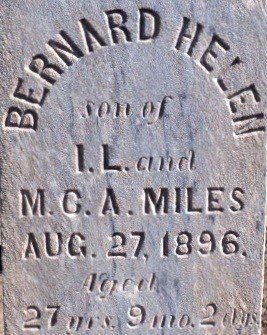 BERNARD HELEN
son of
I. L. and
M. C. A. MILES
AUG. 27, 1896.
Aged
27 yrs. 9 mo. 2 dys.